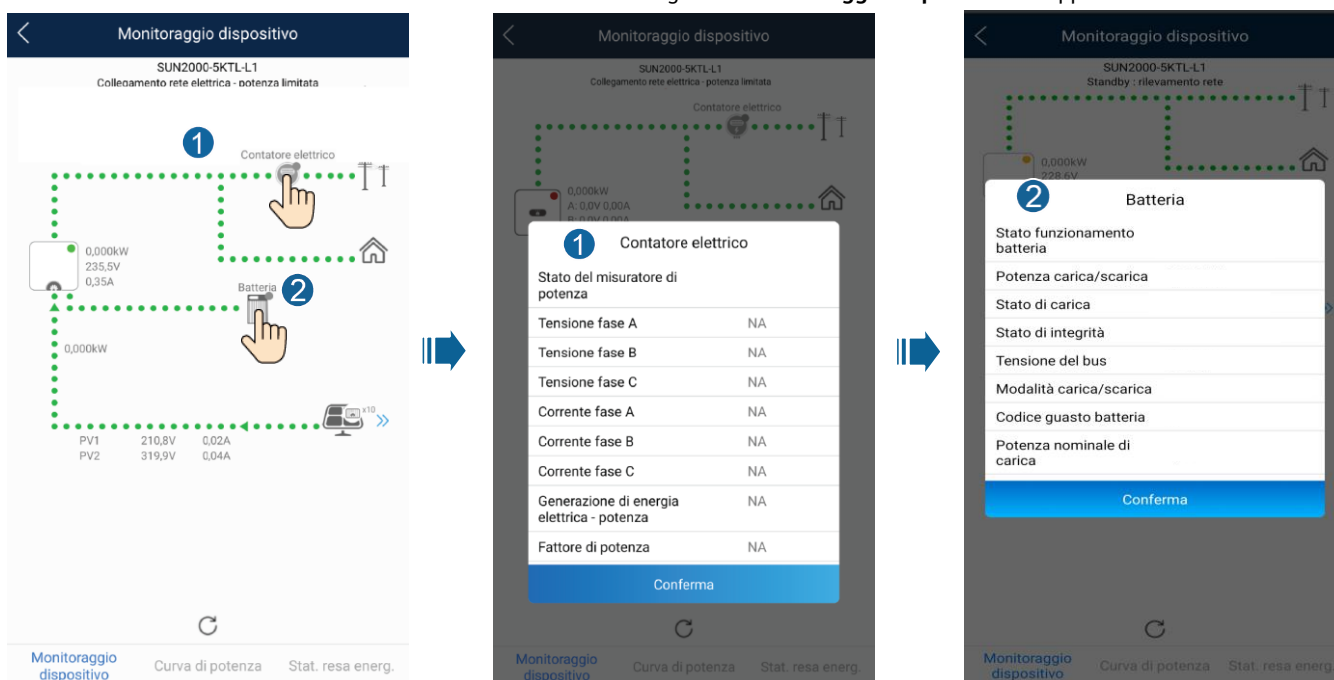 Monitoraggio dispositivo
SUN2000-5KTL-L1
Collegamento rete elettrica - potenza limitata
1
Contatore elettrico
0,000kW
235,5V
0,35A
Batteria
2
0,000kW
x10
PV1 210,8V 0,02A
PV2 319,9V 0,04A
Monitoraggio
dispositivo
Curva di potenza
Stat. resa energ.
Monitoraggio dispositivo
SUN2000-5KTL-L1
Collegamento rete elettrica - potenza limitata
Contatore elettrico
0,000kW
A: 0,0V 0,00A
B: 0,0V 0,00A
1
Contatore elettrico
Stato del misuratore di
potenza
Tensione fase A NA
Tensione fase B NA
Tensione fase C NA
Corrente fase A NA
Corrente fase B NA
Corrente fase C NA
Generazione di energia NA
elettrica - potenza
Fattore di potenza NA
Conferma
Monitoraggio
dispositivo
Curva di potenza
Stat. resa energ.
Monitoraggio dispositivo
SUN2000-5KTL-L1
Standby : rilevamento rete
0,000kW
228,6V
2
Batteria
Stato funzionamento
batteria
Potenza carica/scarica
Stato di carica
Stato di integrità
Tensione del bus
Modalità carica/scarica
Codice guasto batteria
Potenza nominale di
carica
Conferma
Monitoraggio
dispositivo
Curva di potenza
Stat. resa energ.